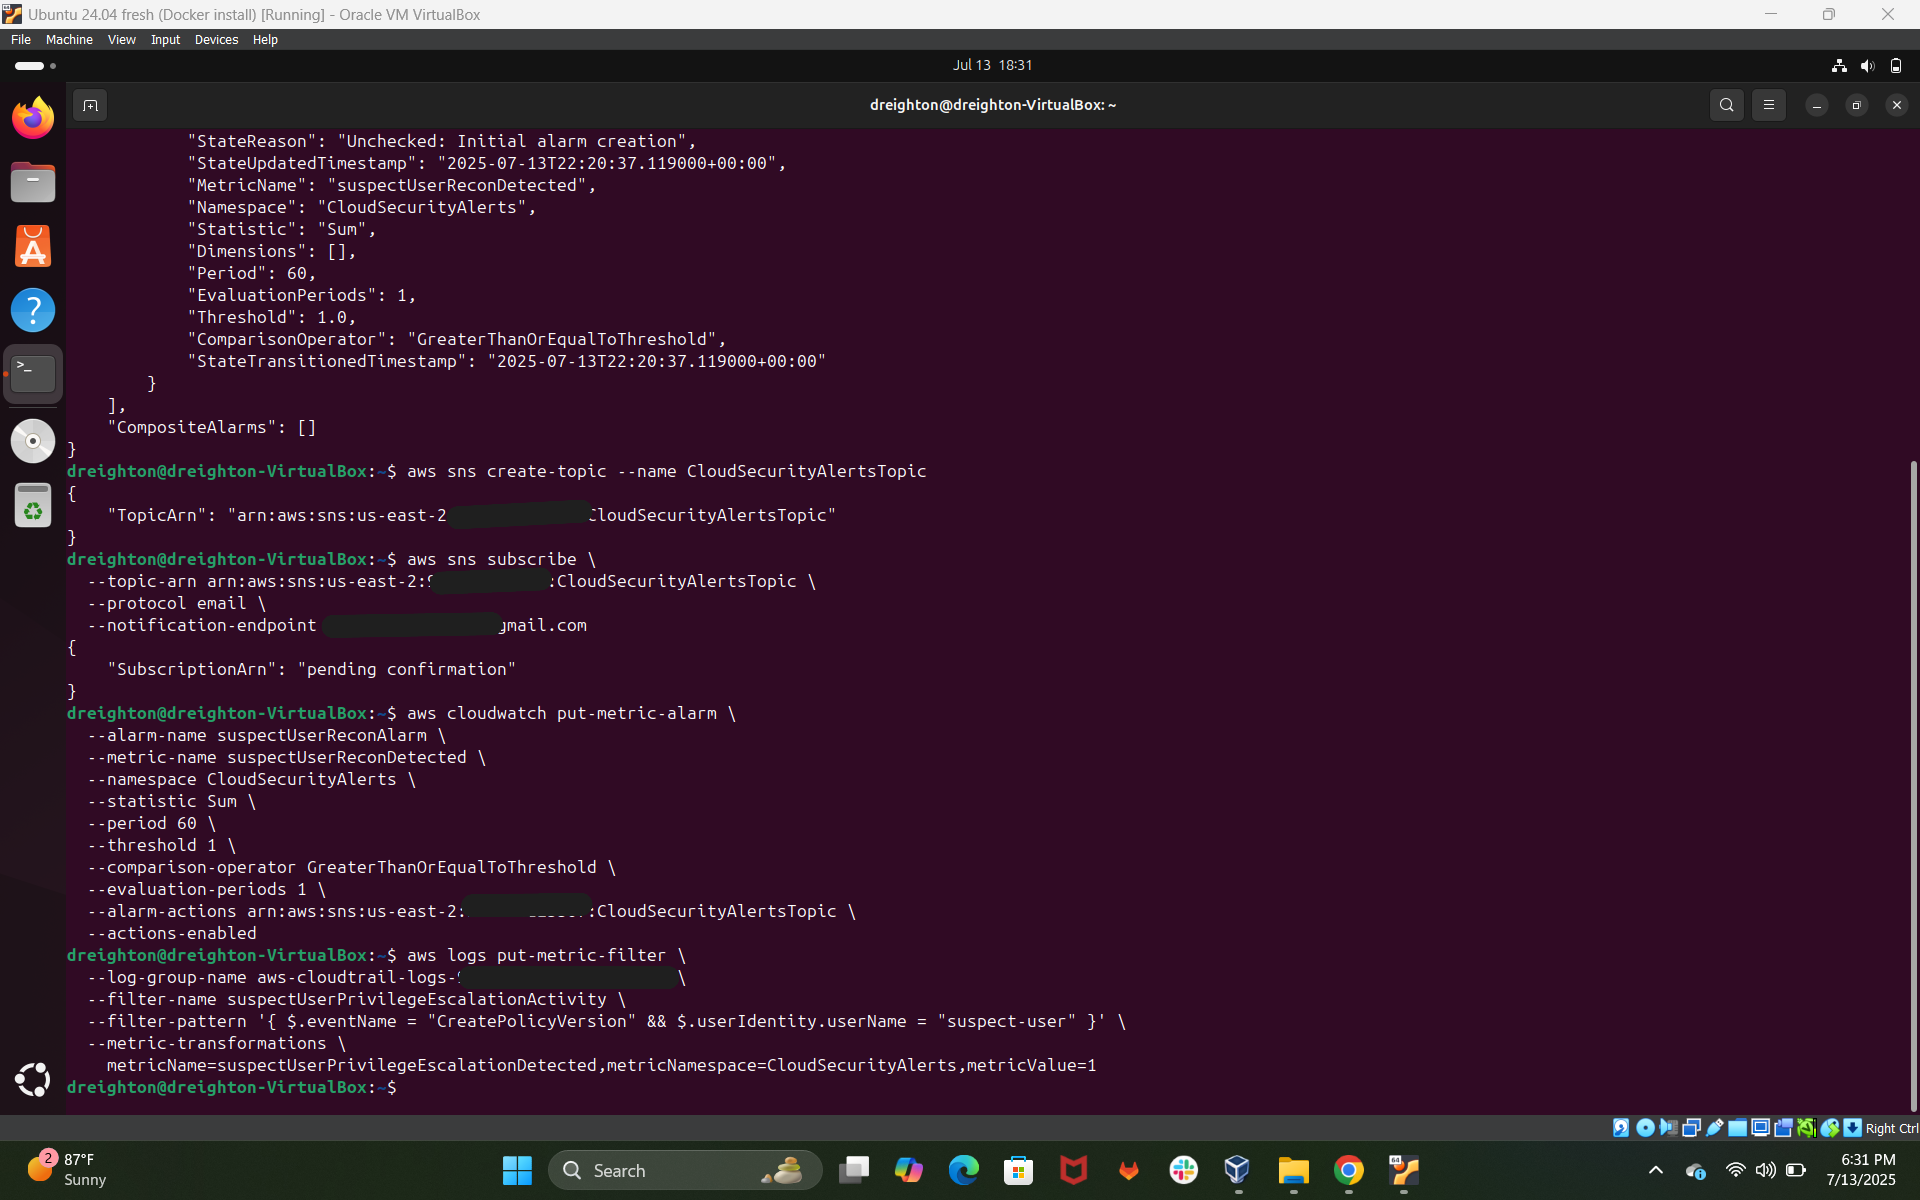 Ubuntu 24.04 fresh (Docker install) [Running] - Oracle VM VirtualBox
File Machine View Input Devices Help
Jul 13 18:31
dreighton@dreighton-VirtualBox: ~
"StateReason": "Unchecked: Initial alarm creation",
"StateUpdatedTimestamp": "2025-07-13T22:20:37.119000+00:00",
"MetricName": "suspectUserReconDetected",
"Namespace": "CloudSecurityAlerts",
"Statistic": "Sum",
"Dimensions": [],
"Period": 60,
"EvaluationPeriods": 1,
"Threshold": 1.0,
"ComparisonOperator": "GreaterThanOrEqualToThreshold",
"StateTransitionedTimestamp": "2025-07-13T22:20:37.119000+00:00"
}
],
"CompositeAlarms": []
}
dreighton@dreighton-VirtualBox:~$ aws sns create-topic --name CloudSecurityAlertsTopic
{
"TopicArn": "arn:aws:sns:us-east-2 CloudSecurityAlertsTopic"
}
dreighton@dreighton-VirtualBox:~$ aws sns subscribe \
--topic-arn arn:aws:sns:us-east-2: :CloudSecurityAlertsTopic \
--protocol email \
--notification-endpoint gmail.com
{
"SubscriptionArn": "pending confirmation"
}
dreighton@dreighton-VirtualBox:~$ aws cloudwatch put-metric-alarm \
--alarm-name suspectUserReconAlarm \
--metric-name suspectUserReconDetected \
--namespace CloudSecurityAlerts \
--statistic Sum \
--period 60 \
--threshold 1 \
--comparison-operator GreaterThanOrEqualToThreshold \
--evaluation-periods 1 \
--alarm-actions arn:aws:sns:us-east-2: :CloudSecurityAlertsTopic \
--actions-enabled
dreighton@dreighton-VirtualBox:~$ aws logs put-metric-filter \
--log-group-name aws-cloudtrail-logs- \
--filter-name suspectUserPrivilegeEscalationActivity \
--filter-pattern '{ $.eventName = "CreatePolicyVersion" && $.userIdentity.userName = "suspect-user" }' \
--metric-transformations \
metricName=suspectUserPrivilegeEscalationDetected,metricNamespace=CloudSecurityAlerts,metricValue=1
dreighton@dreighton-VirtualBox:~$
Right Ctrl
2
87°F
Sunny
Search
6:31 PM
7/13/2025